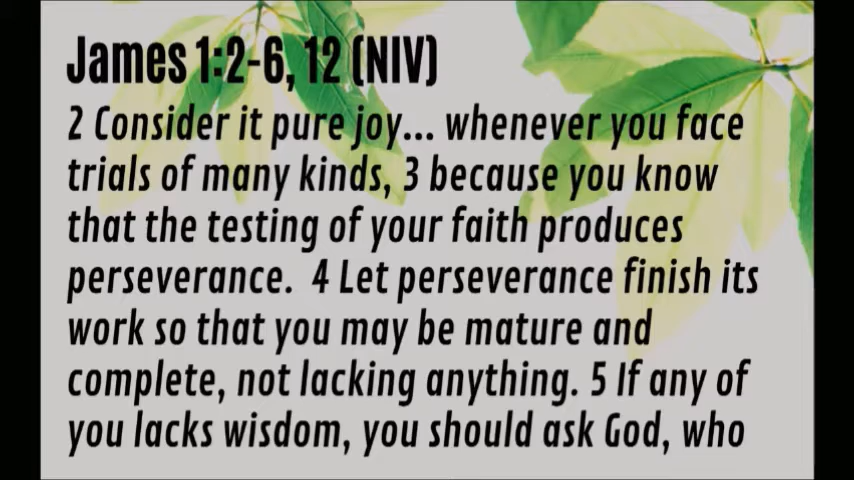 James 1:2-6, 12 (NIV)
2 Consider it pure joy... whenever you face
trials of many kinds, 3 because you know
that the testing of your faith produces
perseverance.  4 Let perseverance finish its
work so that you may be mature and
complete, not lacking anything. 5 If any of
you lacks wisdom, you should ask God, who